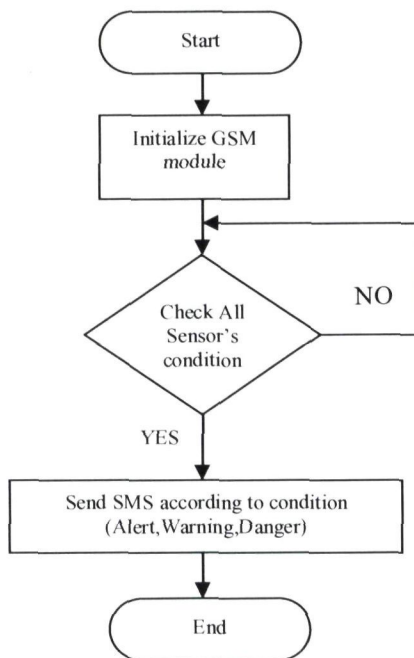 Start
Initialize GSM
module
Check All
Sensor's
condition
NO
YES
Send SMS according to condition
(Alert,Warning,Danger)
End